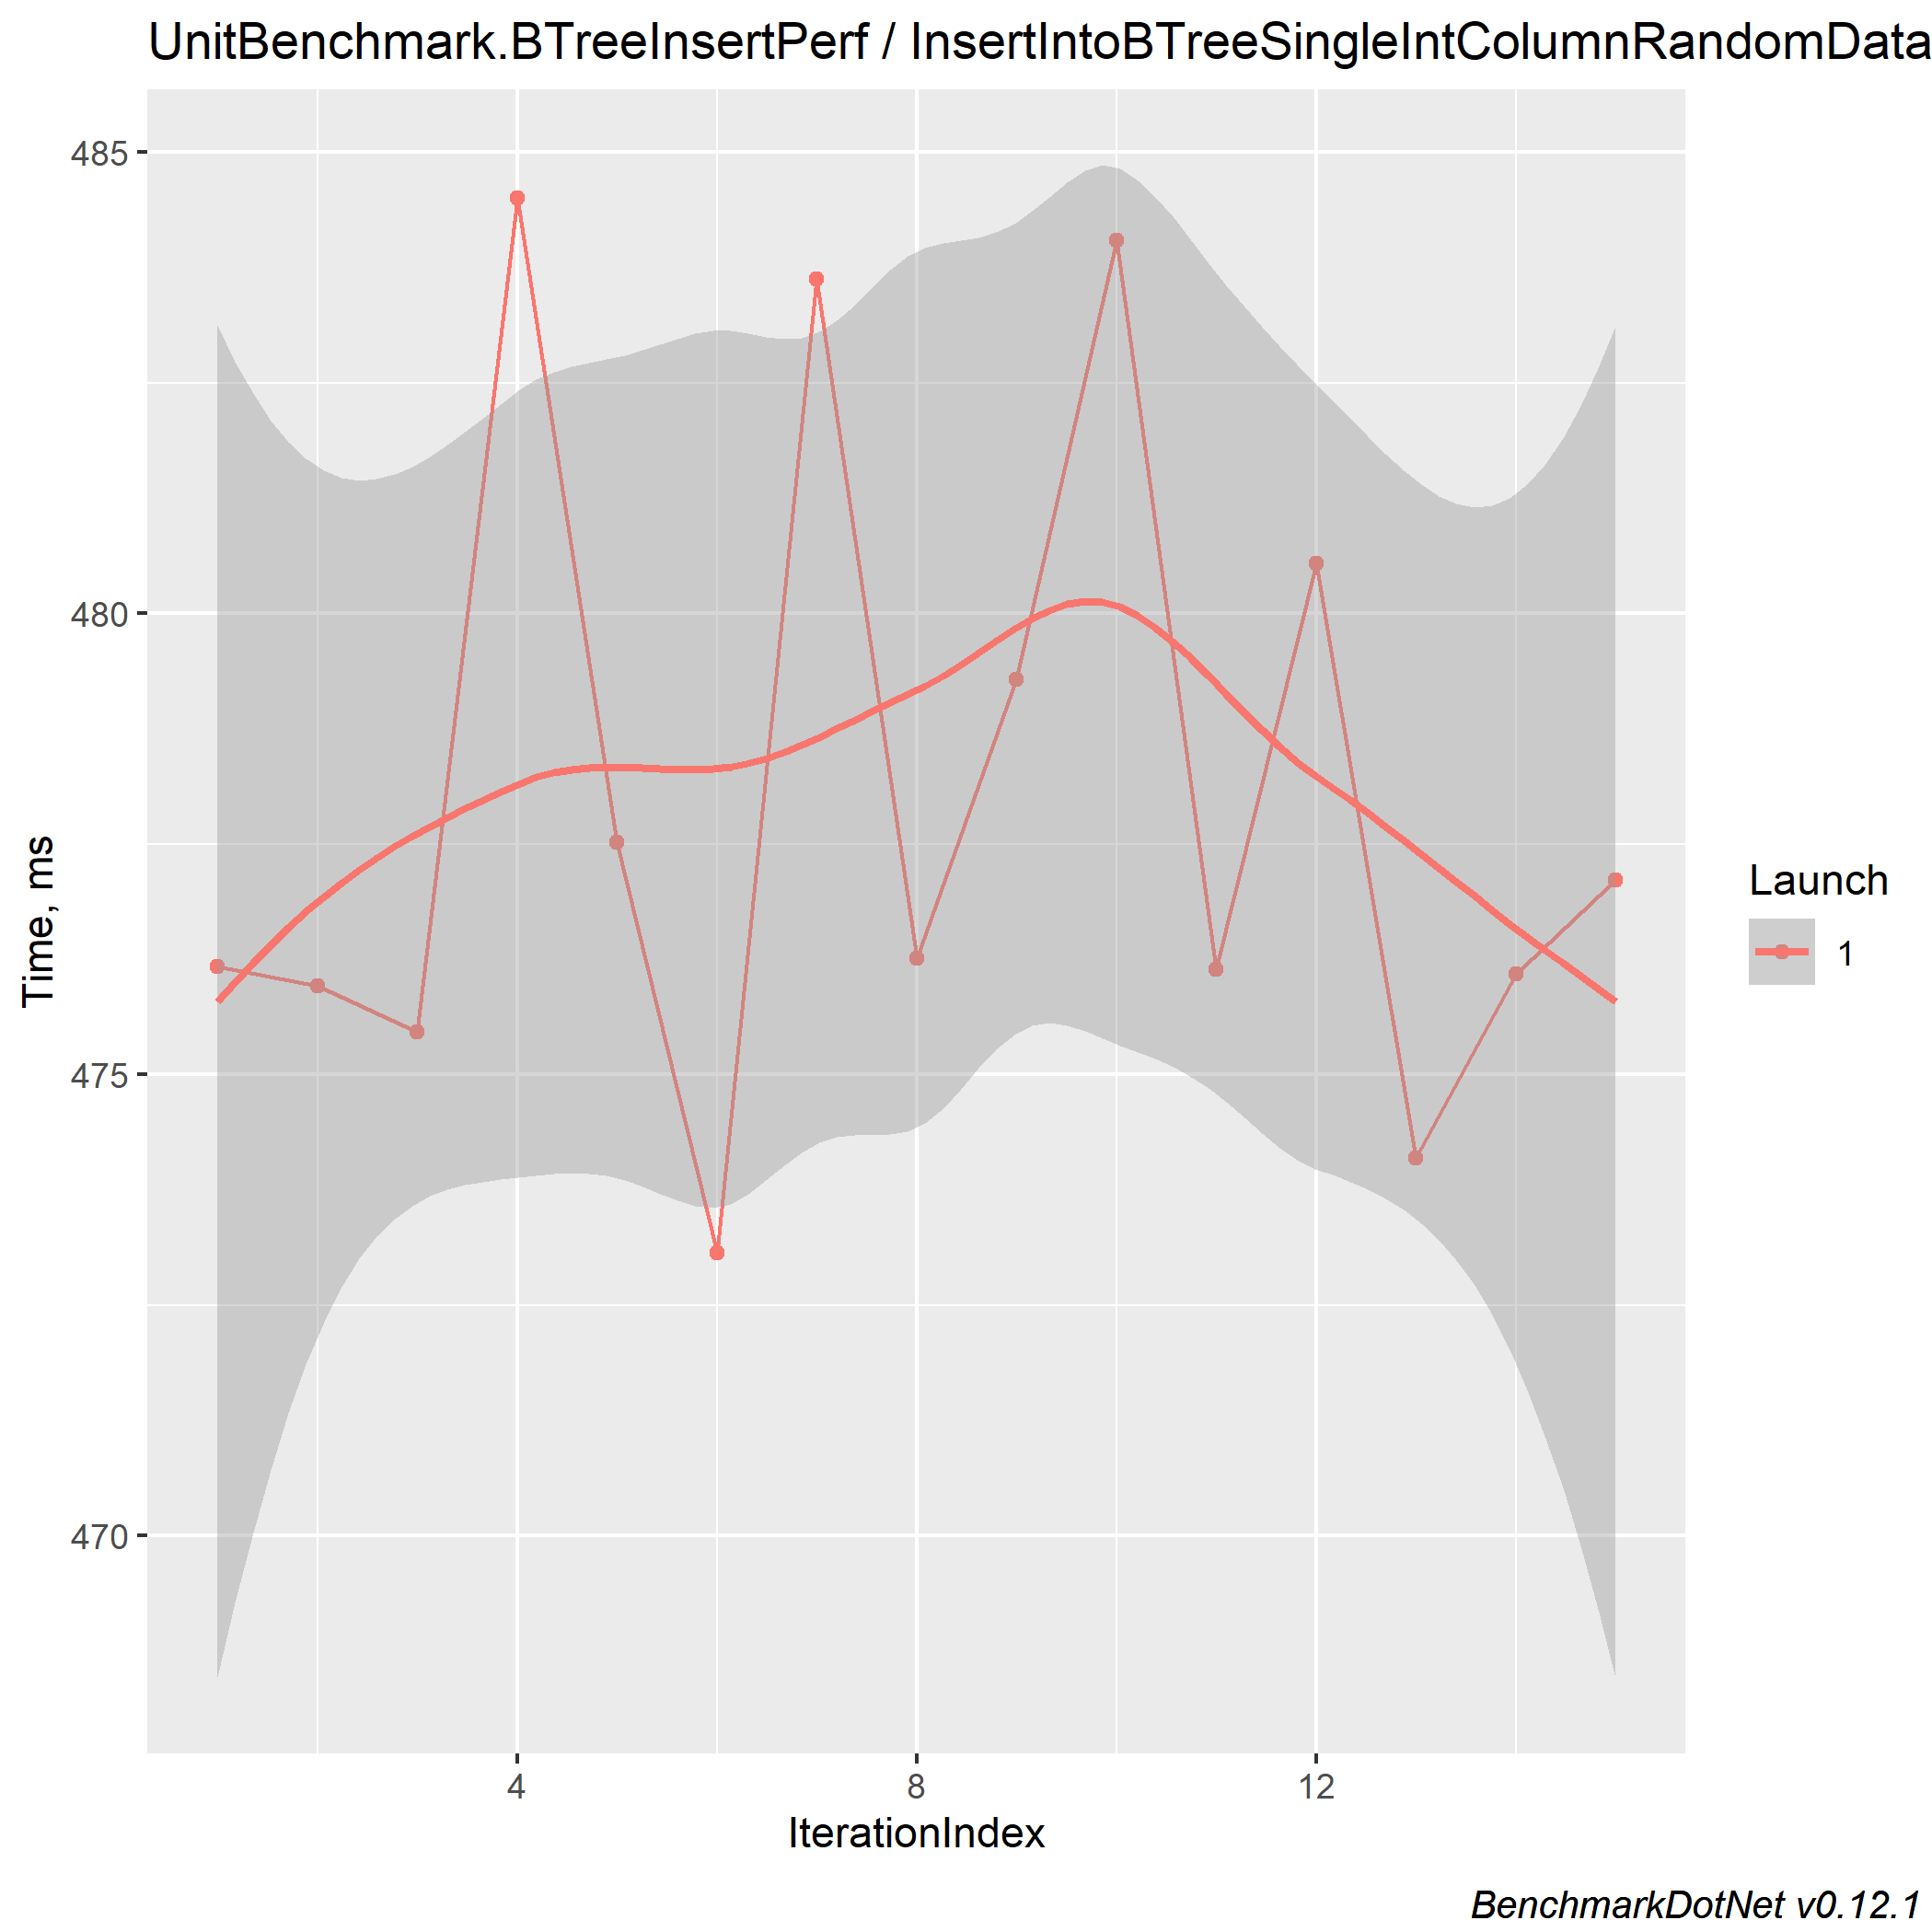 UnitBenchmark.BTreeInsertPerf / InsertIntoBTreeSingleIntColumnRandomData
485
480
475
470
Time, ms
4
8
12
IterationIndex
Launch
1
BenchmarkDotNet v0.12.1